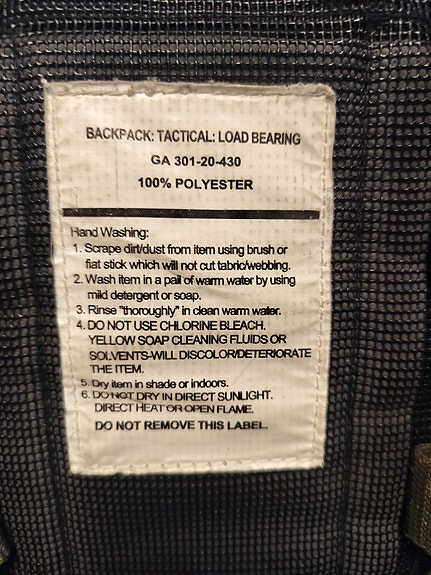 BACKPACK: TACTICAL: LOAD BEARING
GA 301-20-430
100% POLYESTER
Hand Washing:
1. Scrape dirt/dust from item using brush or
fiat stick which will not cut tabric/webbing.
2. Wash item in a pail of warm water by using
mild detergent or soap.
3. Rinse "thoroughly" in clean warm water.
4. DO NOT USE CHLORINE BLEACH.
YELLOW SOAP CLEANING FLUIDS OR
SOLVENTS-WILL DISCOLOR/DETERIORATE
THE ITEM.
5. Dry item in shade or indoors.
6. DO NOT DRY IN DIRECT SUNLIGHT.
DIRECT HEAT OR OPEN FLAME.
DO NOT REMOVE THIS LABEL.